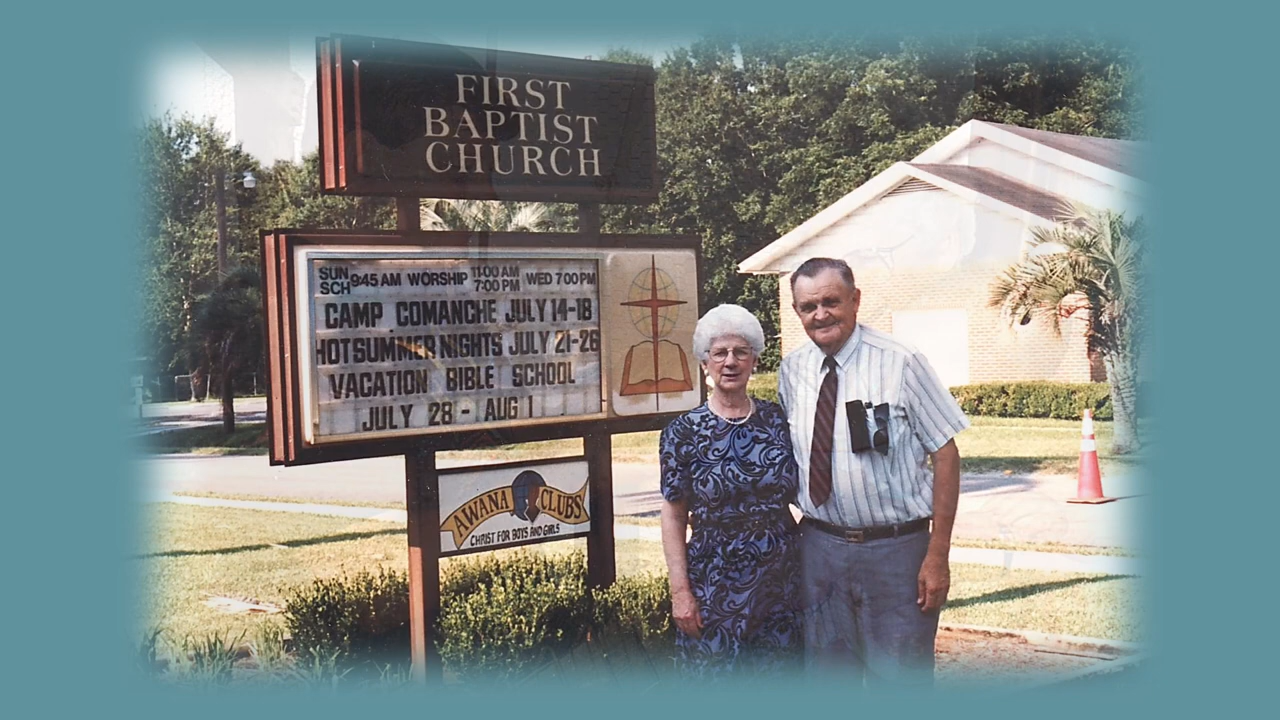 FIRST
BAPTIST
CHURCH
SUN SCH 9:45 AM WORSHIP 11:00 AM 7:00 PM WED 7:00 PM
CAMP COMANCHE JULY 14-18
HOT SUMMER NIGHTS JULY 21-26
VACATION BIBLE SCHOOL
JULY 28 - AUG 1
AWANA CLUBS
CHRIST FOR BOYS AND GIRLS